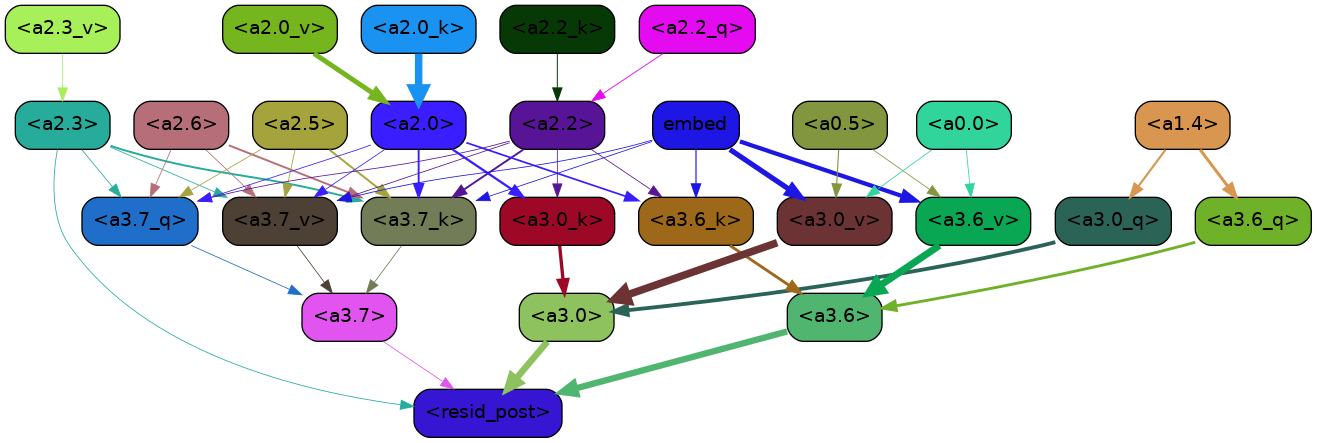 <a2.3_v> <a2.0_v> <a2.0_k> <a2.2_k> <a2.2_q>
<a2.3> <a2.6> <a2.5> <a2.0> <a2.2> embed <a0.5> <a0.0> <a1.4>
<a3.7_q> <a3.7_v> <a3.7_k> <a3.0_k> <a3.6_k> <a3.0_v> <a3.6_v> <a3.0_q> <a3.6_q>
<a3.7> <a3.0> <a3.6>
<resid_post>